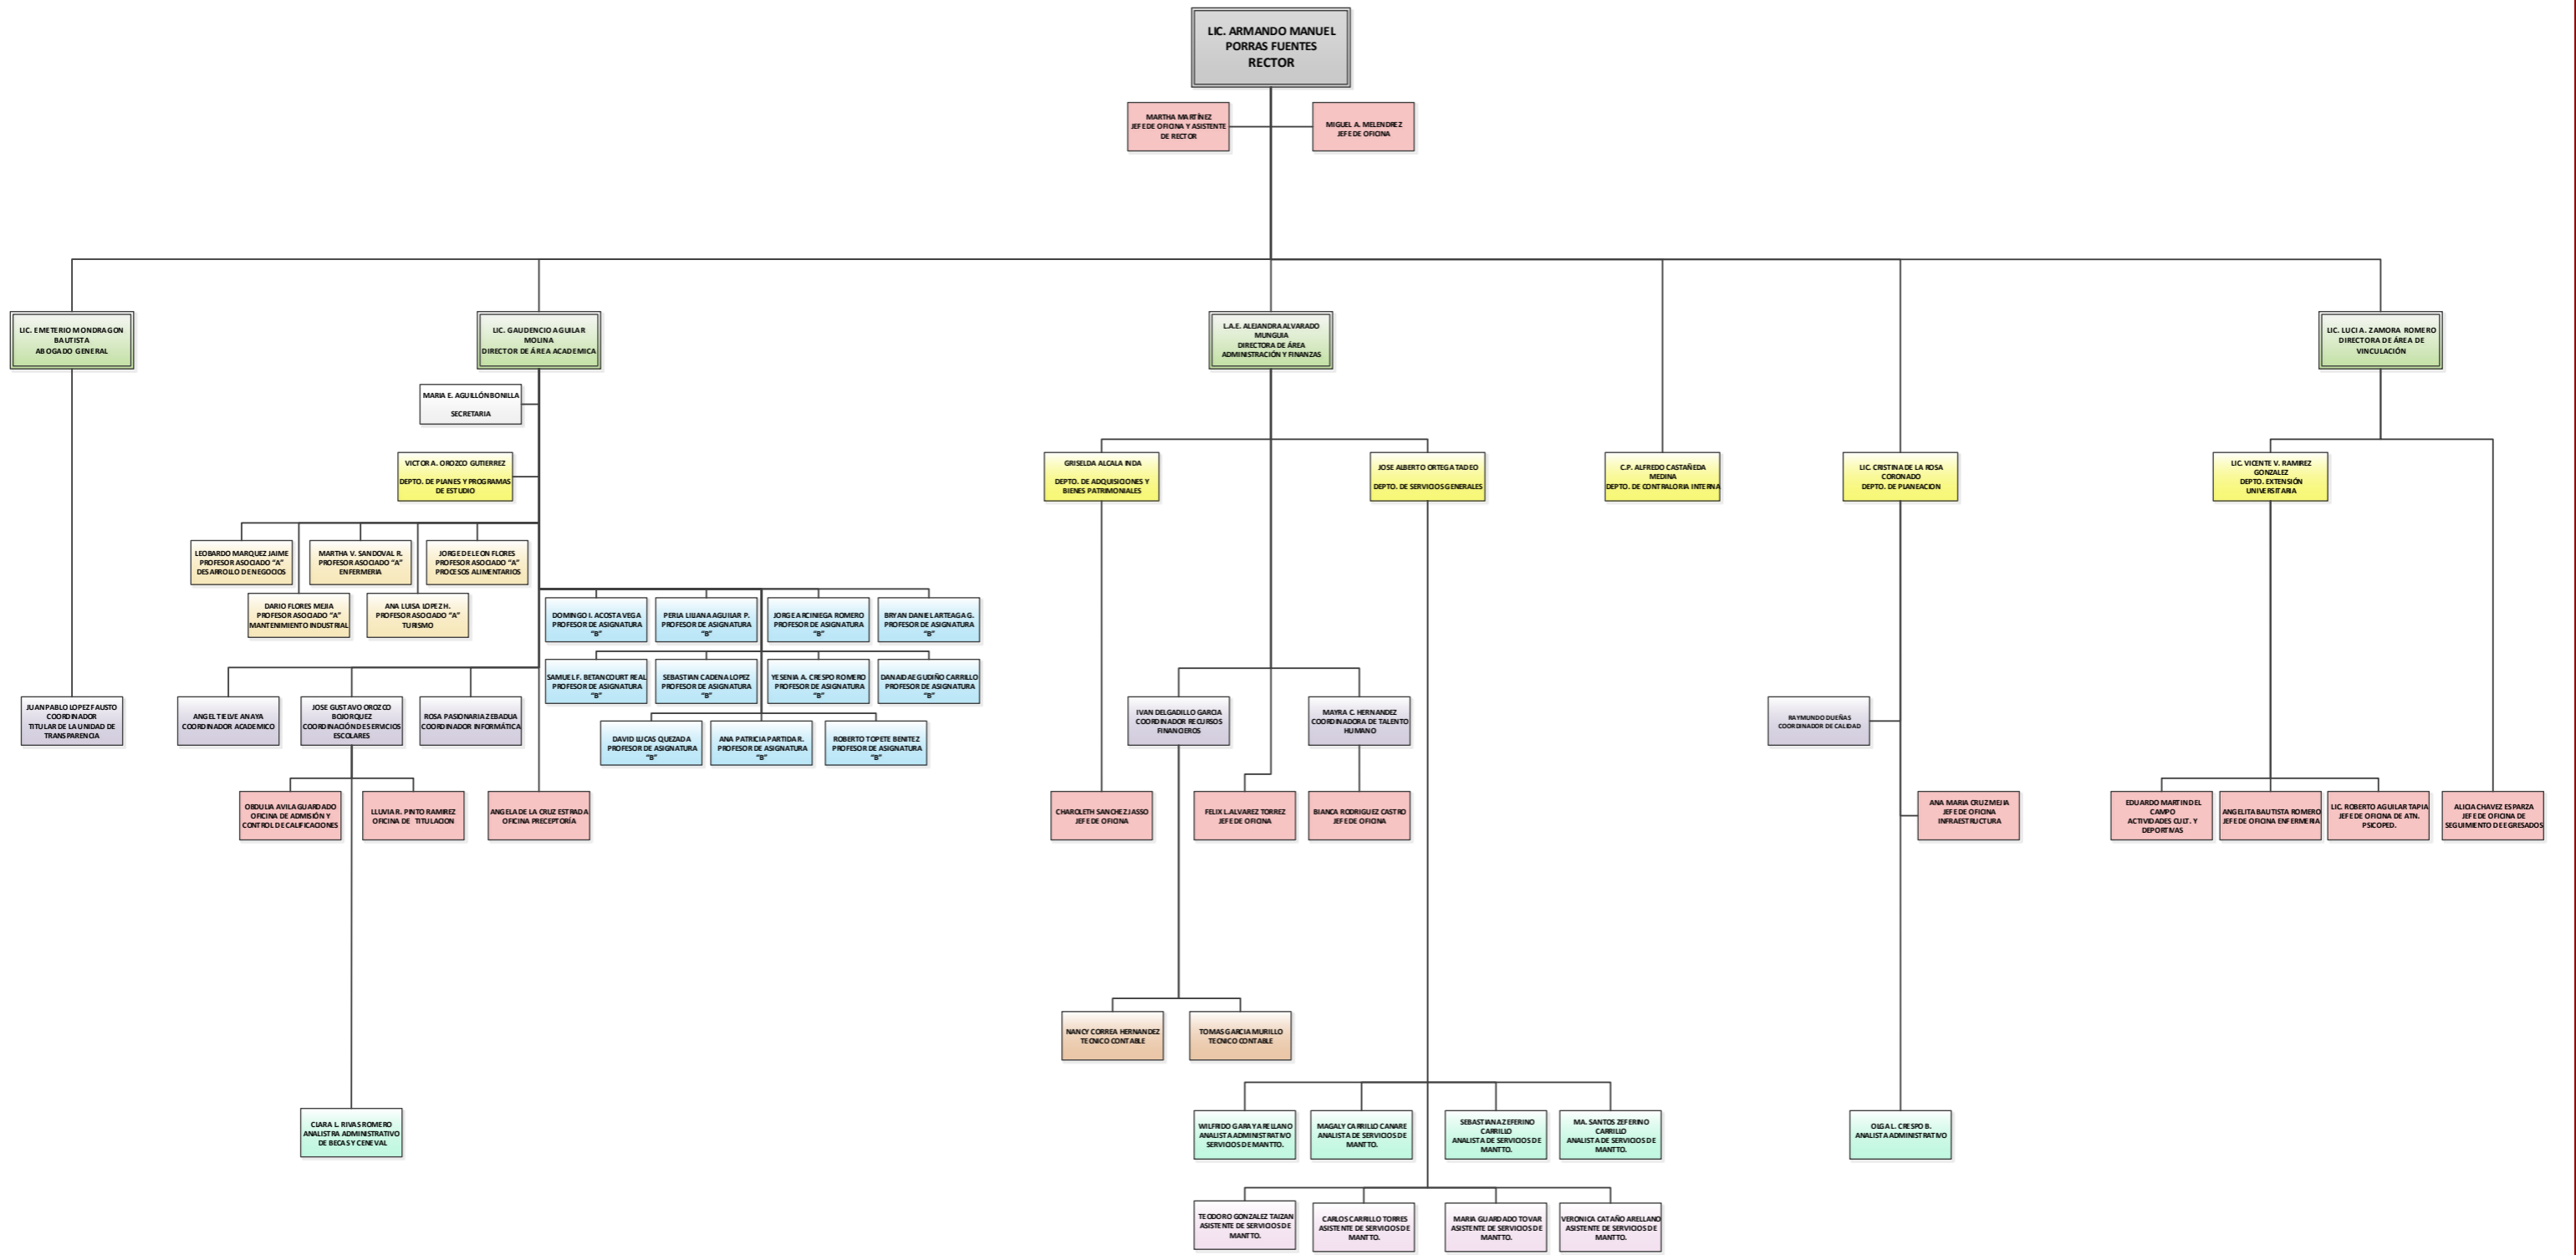 LIC. ARMANDO MANUEL
PORRAS FUENTES
RECTOR
MARTHA MARTÍNEZ
JEFE DE OFICINA Y ASISTENTE
DE RECTOR
MIGUEL A. MELENDREZ
JEFE DE OFICINA
LIC. EMETERIO MONDRAGON
BAUTISTA
ABOGADO GENERAL
LIC. GAUDENCIO AGUILAR
MOLINA
DIRECTOR DE ÁREA ACADEMICA
L.A.E. ALEJANDRA ALVARADO
MUNGUIA
DIRECTORA DE ÁREA
ADMINISTRACIÓN Y FINANZAS
LIC. LUCI A. ZAMORA ROMERO
DIRECTORA DE ÁREA DE
VINCULACIÓN
MARIA E. AGUILLÓN BONILLA
SECRETARIA
VICTOR A. OROZCO GUTIERREZ
DEPTO. DE PLANES Y PROGRAMAS
DE ESTUDIO
GRISELDA ALCALA INDA
DEPTO. DE ADQUISICIONES Y
BIENES PATRIMONIALES
JOSE ALBERTO ORTEGA TADEO
DEPTO. DE SERVICIOS GENERALES
C.P. ALFREDO CASTAÑEDA
MEDINA
DEPTO. DE CONTRALORIA INTERNA
LIC. CRISTINA DE LA ROSA
CORONADO
DEPTO. DE PLANEACION
LIC. VICENTE V. RAMIREZ
GONZALEZ
DEPTO. EXTENSIÓN
UNIVERSITARIA
LEOBARDO MARQUEZ JAIME
PROFESOR ASOCIADO "A"
DESARROLLO DE NEGOCIOS
MARTHA V. SANDOVAL R.
PROFESOR ASOCIADO "A"
ENFERMERIA
JORGE DE LEON FLORES
PROFESOR ASOCIADO "A"
PROCESOS ALIMENTARIOS
DARIO FLORES MEJIA
PROFESOR ASOCIADO "A"
MANTENIMIENTO INDUSTRIAL
ANA LUISA LOPEZ H.
PROFESOR ASOCIADO "A"
TURISMO
DOMINGO I. ACOSTA VEGA
PROFESOR DE ASIGNATURA
"B"
PERLA LILIANA AGUILAR P.
PROFESOR DE ASIGNATURA
"B"
JORGE ARCINIEGA ROMERO
PROFESOR DE ASIGNATURA
"B"
BRYAN DANIEL ARTEAGA G.
PROFESOR DE ASIGNATURA
"B"
SAMUEL F. BETANCOURT REAL
PROFESOR DE ASIGNATURA
"B"
SEBASTIAN CADENA LOPEZ
PROFESOR DE ASIGNATURA
"B"
YESENIA A. CRESPO ROMERO
PROFESOR DE ASIGNATURA
"B"
DANAIDAE GUDIÑO CARRILLO
PROFESOR DE ASIGNATURA
"B"
DAVID LUCAS QUEZADA
PROFESOR DE ASIGNATURA
"B"
ANA PATRICIA PARTIDA R.
PROFESOR DE ASIGNATURA
"B"
ROBERTO TOPETE BENITEZ
PROFESOR DE ASIGNATURA
"B"
JUAN PABLO LOPEZ FAUSTO
COORDINADOR
TITULAR DE LA UNIDAD DE
TRANSPARENCIA
ANGEL TIELVE ANAYA
COORDINADOR ACADEMICO
JOSE GUSTAVO OROZCO
BOJORQUEZ
COORDINACIÓN DE SERVICIOS
ESCOLARES
ROSA PASIONARIA ZEBADUA
COORDINADOR INFORMÁTICA
IVAN DELGADILLO GARCIA
COORDINADOR RECURSOS
FINANCIEROS
MAYRA C. HERNANDEZ
COORDINADORA DE TALENTO
HUMANO
RAYMUNDO DUEÑAS
COORDINADOR DE CALIDAD
OBDULIA AVILA GUARDADO
OFICINA DE ADMISIÓN Y
CONTROL DE CALIFICACIONES
LLUVIA R. PINTO RAMIREZ
OFICINA DE TITULACION
ANGELA DE LA CRUZ ESTRADA
OFICINA PRECEPTORÍA
CHAROLETH SANCHEZ JASSO
JEFE DE OFICINA
FELIX L. ALVAREZ TORREZ
JEFE DE OFICINA
BIANCA RODRIGUEZ CASTRO
JEFE DE OFICINA
ANA MARIA CRUZ MEJIA
JEFE DE OFICINA
INFRAESTRUCTURA
EDUARDO MARTIN DEL
CAMPO
ACTIVIDADES CULT. Y
DEPORTIVAS
ANGELITA BAUTISTA ROMERO
JEFE DE OFICINA ENFERMERIA
LIC. ROBERTO AGUILAR TAPIA
JEFE DE OFICINA DE ATN.
PSICOPED.
ALICIA CHAVEZ ESPARZA
JEFE DE OFICINA DE
SEGUIMIENTO DE EGRESADOS
NANCY CORREA HERNANDEZ
TECNICO CONTABLE
TOMAS GARCIA MURILLO
TECNICO CONTABLE
CLARA L. RIVAS ROMERO
ANALISTRA ADMINISTRATIVO
DE BECAS Y CENEVAL
WILFRIDO GARAY ARELLANO
ANALISTA ADMINISTRATIVO
SERVICIOS DE MANTTO.
MAGALY CARRILLO CANARE
ANALISTA DE SERVICIOS DE
MANTTO.
SEBASTIANA ZEFERINO
CARRILLO
ANALISTA DE SERVICIOS DE
MANTTO.
MA. SANTOS ZEFERINO
CARRILLO
ANALISTA DE SERVICIOS DE
MANTTO.
OLGA L. CRESPO B.
ANALISTA ADMINISTRATIVO
TEODORO GONZALEZ TAIZAN
ASISTENTE DE SERVICIOS DE
MANTTO.
CARLOS CARRILLO TORRES
ASISTENTE DE SERVICIOS DE
MANTTO.
MARIA GUARDADO TOVAR
ASISTENTE DE SERVICIOS DE
MANTTO.
VERONICA CATAÑO ARELLANO
ASISTENTE DE SERVICIOS DE
MANTTO.